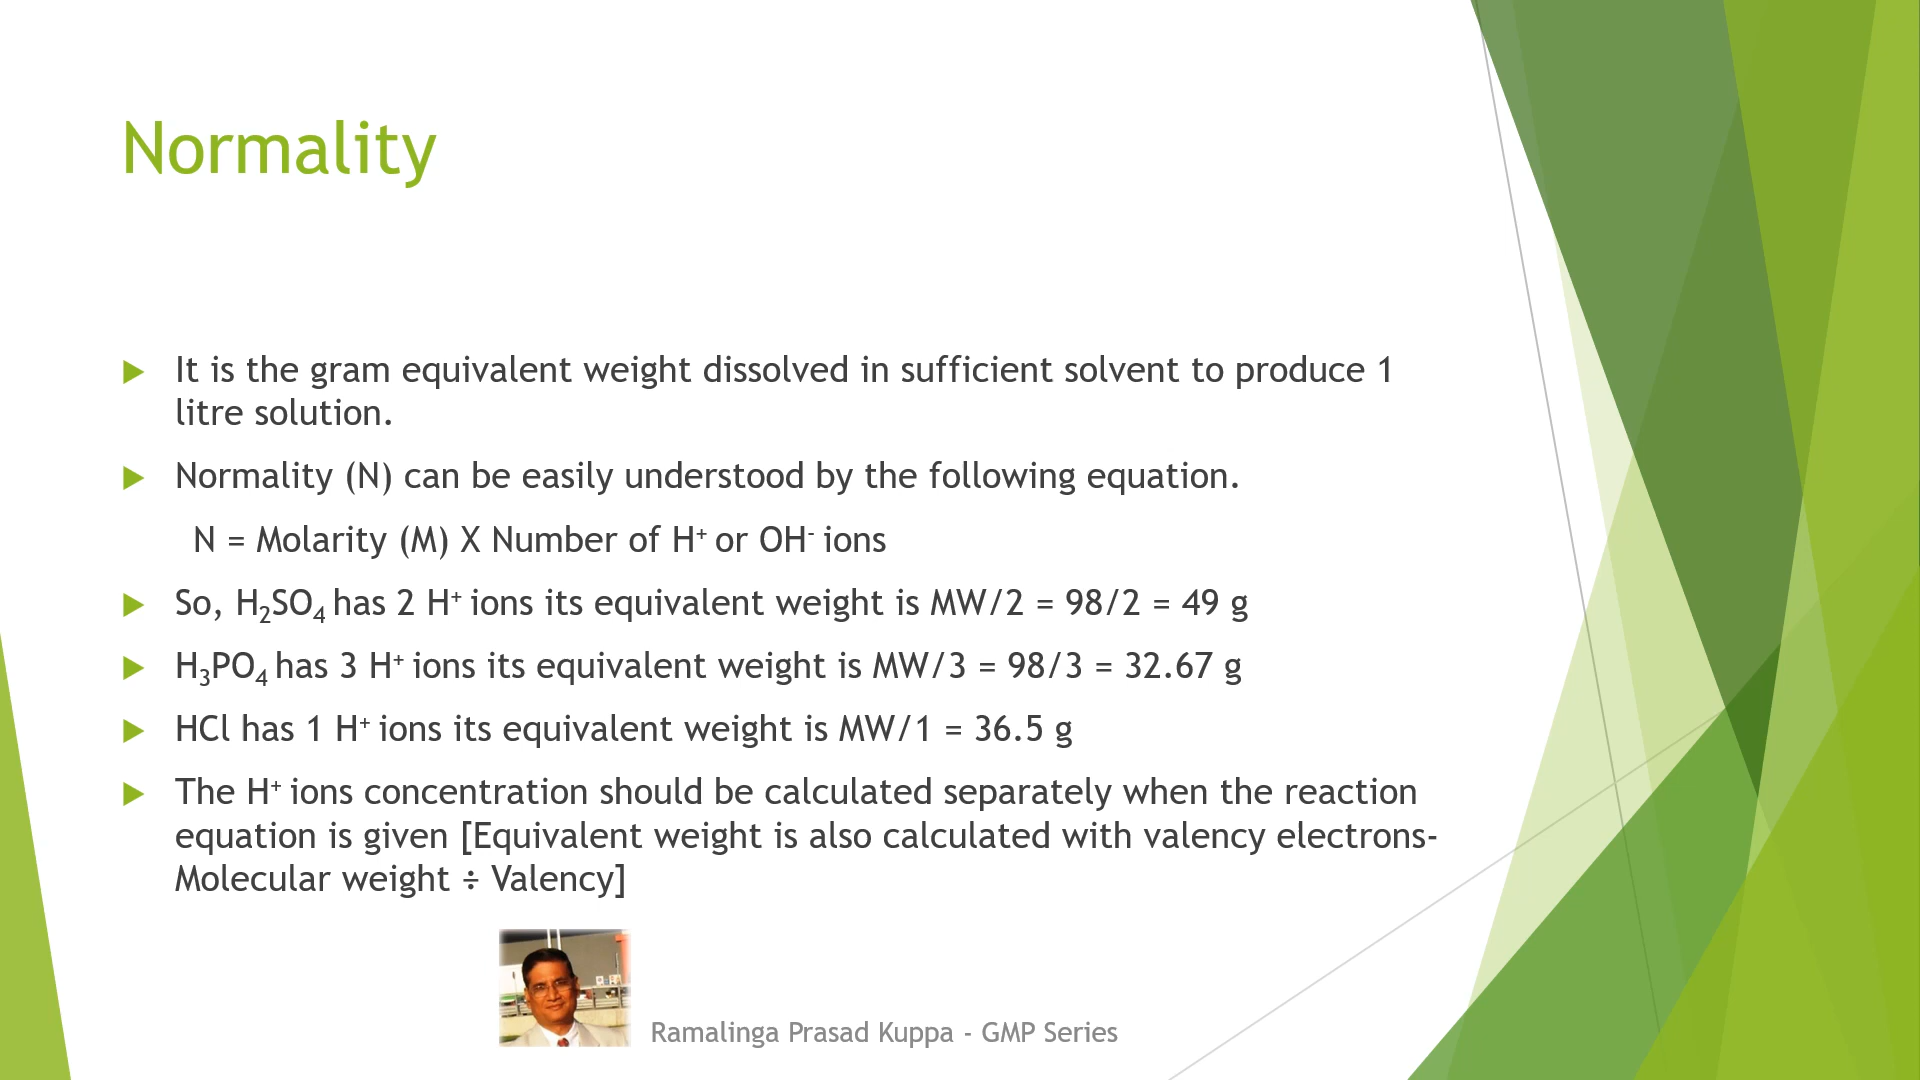 Normality
It is the gram equivalent weight dissolved in sufficient solvent to produce 1
litre solution.
Normality (N) can be easily understood by the following equation.
N = Molarity (M) X Number of H⁺ or OH⁻ ions
So, H₂SO₄ has 2 H⁺ ions its equivalent weight is MW/2 = 98/2 = 49 g
H₃PO₄ has 3 H⁺ ions its equivalent weight is MW/3 = 98/3 = 32.67 g
HCl has 1 H⁺ ions its equivalent weight is MW/1 = 36.5 g
The H⁺ ions concentration should be calculated separately when the reaction
equation is given [Equivalent weight is also calculated with valency electrons-
Molecular weight ÷ Valency]
Ramalinga Prasad Kuppa - GMP Series